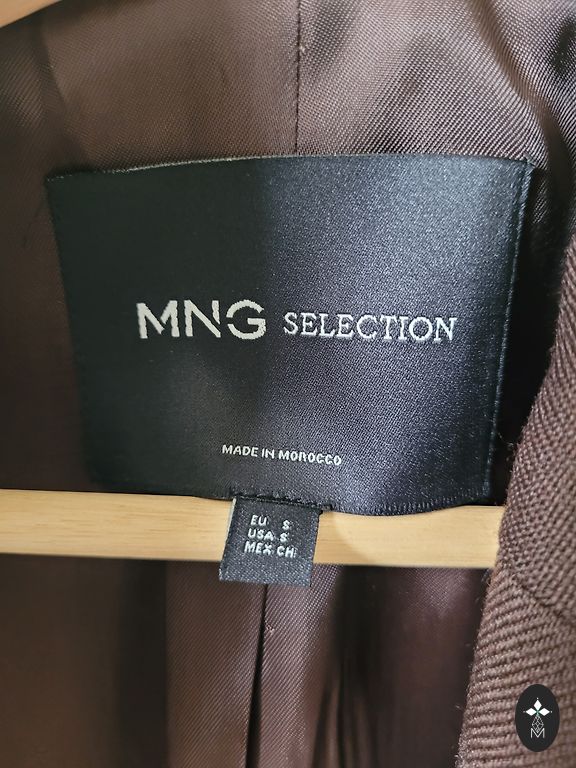 MNG SELECTION
MADE IN MOROCCO
EU S
USA S
MEX CH
M